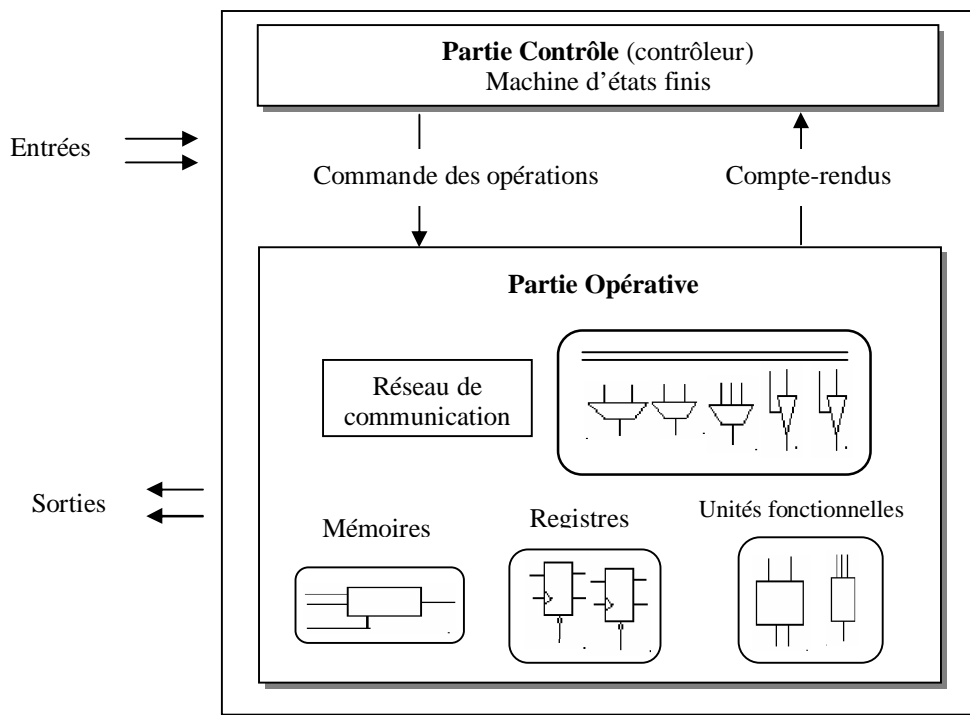 Partie Contrôle (contrôleur)
Machine d'états finis
Entrées
Commande des opérations
Compte-rendus
Partie Opérative
Réseau de
communication
Sorties
Mémoires
Registres
Unités fonctionnelles